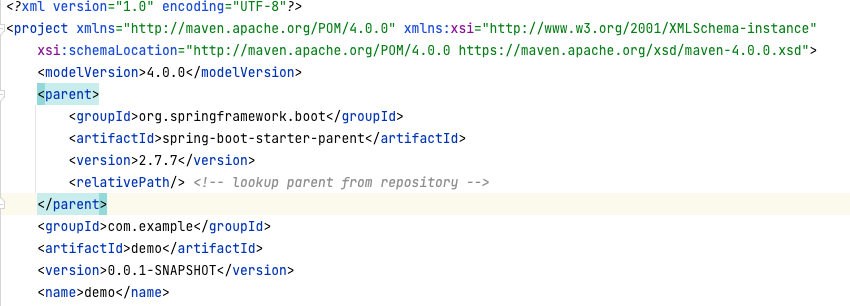 <?xml version="1.0" encoding="UTF-8"?>
<project xmlns="http://maven.apache.org/POM/4.0.0" xmlns:xsi="http://www.w3.org/2001/XMLSchema-instance"
    xsi:schemaLocation="http://maven.apache.org/POM/4.0.0 https://maven.apache.org/xsd/maven-4.0.0.xsd">
    <modelVersion>4.0.0</modelVersion>
    <parent>
        <groupId>org.springframework.boot</groupId>
        <artifactId>spring-boot-starter-parent</artifactId>
        <version>2.7.7</version>
        <relativePath/> <!-- lookup parent from repository -->
    </parent>
    <groupId>com.example</groupId>
    <artifactId>demo</artifactId>
    <version>0.0.1-SNAPSHOT</version>
    <name>demo</name>